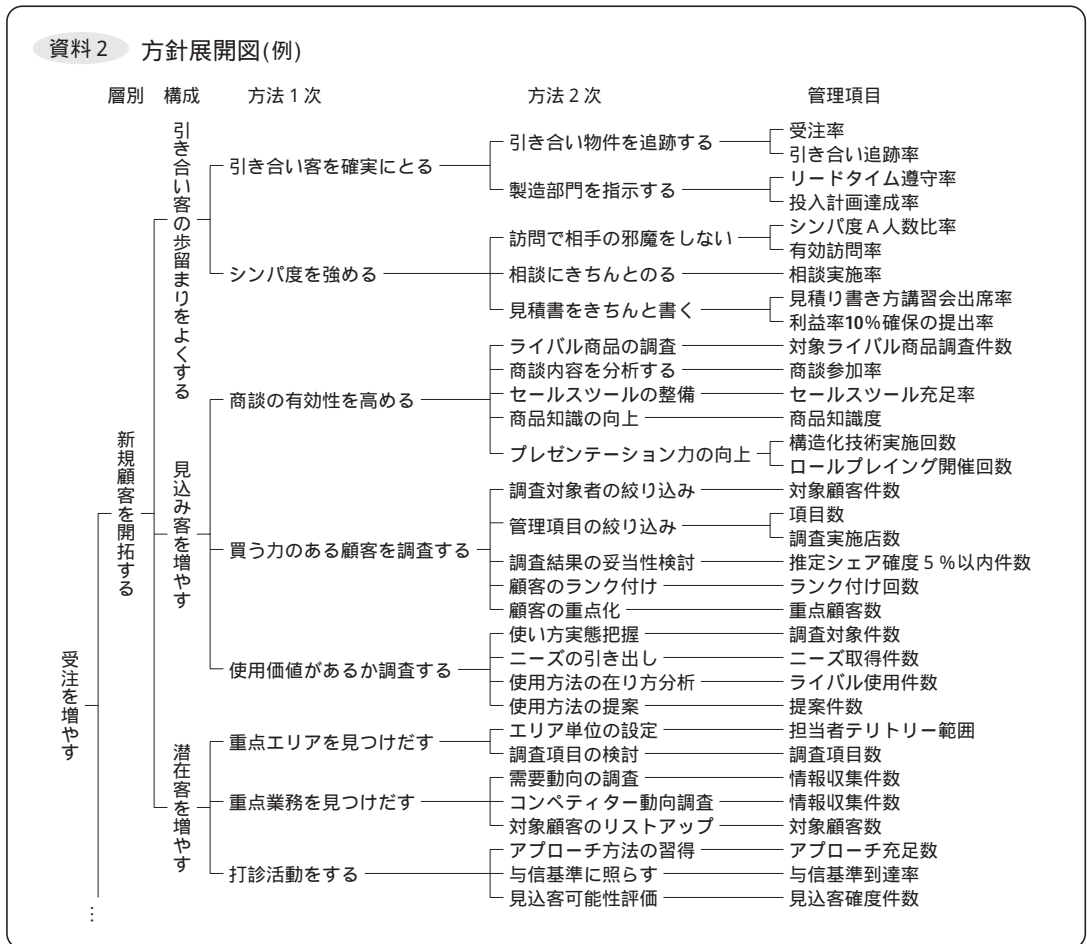 資料2 方針展開図(例)
層別 構成 方法1次 方法2次 管理項目
受注を増やす
新規顧客を開拓する
引き合い客の歩留まりをよくする
引き合い客を確実にとる
引き合い物件を追跡する
受注率
引き合い追跡率
製造部門を指示する
リードタイム遵守率
投入計画達成率
シンパ度を強める
訪問で相手の邪魔をしない
シンパ度A人数比率
有効訪問率
相談にきちんとのる
相談実施率
見積書をきちんと書く
見積り書き方講習会出席率
利益率10%確保の提出率
見込み客を増やす
商談の有効性を高める
ライバル商品の調査
対象ライバル商品調査件数
商談内容を分析する
商談参加率
セールスツールの整備
セールスツール充足率
商品知識の向上
商品知識度
プレゼンテーション力の向上
構造化技術実施回数
ロールプレイング開催回数
買う力のある顧客を調査する
調査対象者の絞り込み
対象顧客件数
管理項目の絞り込み
項目数
調査実施店数
調査結果の妥当性検討
推定シェア確度5%以内件数
顧客のランク付け
ランク付け回数
顧客の重点化
重点顧客数
使用価値があるか調査する
使い方実態把握
調査対象件数
ニーズの引き出し
ニーズ取得件数
使用方法の在り方分析
ライバル使用件数
使用方法の提案
提案件数
潜在客を増やす
重点エリアを見つけだす
エリア単位の設定
担当者テリトリー範囲
調査項目の検討
調査項目数
重点業務を見つけだす
需要動向の調査
情報収集件数
コンペティター動向調査
情報収集件数
対象顧客のリストアップ
対象顧客数
打診活動をする
アプローチ方法の習得
アプローチ充足数
与信基準に照らす
与信基準到達率
見込客可能性評価
見込客確度件数
…